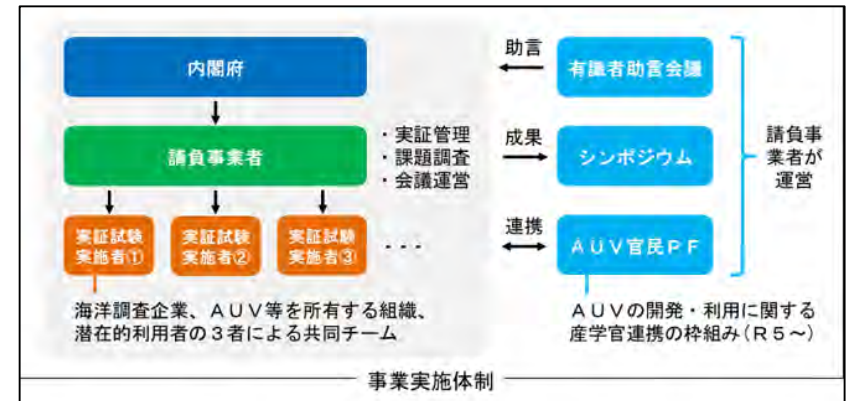 内閣府
請負事業者
・実証管理
・課題調査
・会議運営
実証試験
実施者①
実証試験
実施者②
実証試験
実施者③
・・・
海洋調査企業、AUV等を所有する組織、
潜在的利用者の3者による共同チーム
助言
有識者助言会議
成果
シンポジウム
連携
AUV官民PF
請負事
業者が
運営
AUVの開発・利用に関する
産学官連携の枠組み(R5~)
事業実施体制